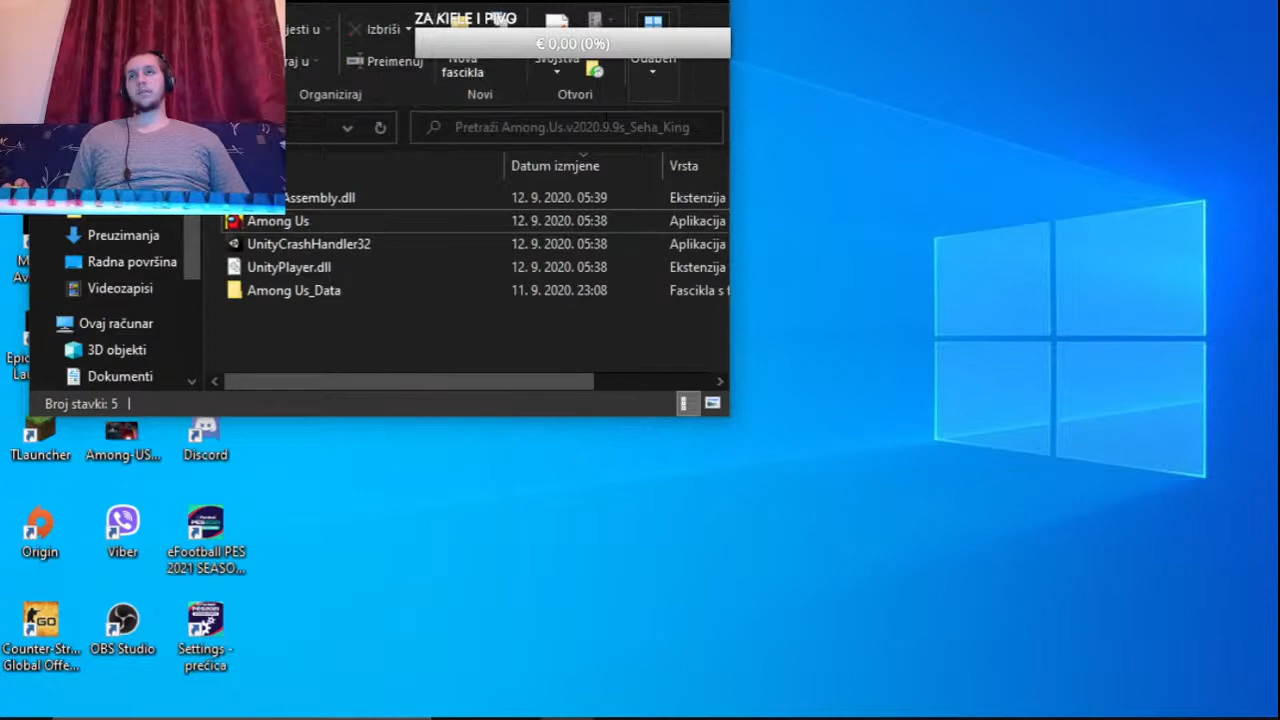 ZA KIFLE I PIVO
€ 0,00 (0%)
Izbriši
Preimenuj
Nova
fascikla
Svojstva
Odaberi
Organiziraj
Novi
Otvori
Pretraži Among.Us.v2020.9.9s_Seha_King
Datum izmjene
Vrsta
Assembly.dll
12. 9. 2020. 05:39
Ekstenzija
Among Us
12. 9. 2020. 05:38
Aplikacija
UnityCrashHandler32
12. 9. 2020. 05:38
Aplikacija
UnityPlayer.dll
12. 9. 2020. 05:38
Ekstenzija
Among Us_Data
11. 9. 2020. 23:08
Fascikla s f
Preuzimanja
Radna površina
Videozapisi
Ovaj računar
3D objekti
Dokumenti
Broj stavki: 5
TLauncher
Among-US...
Discord
Origin
Viber
eFootball PES
2021 SEASO...
Counter-Str...
Global Offe...
OBS Studio
Settings -
prečica